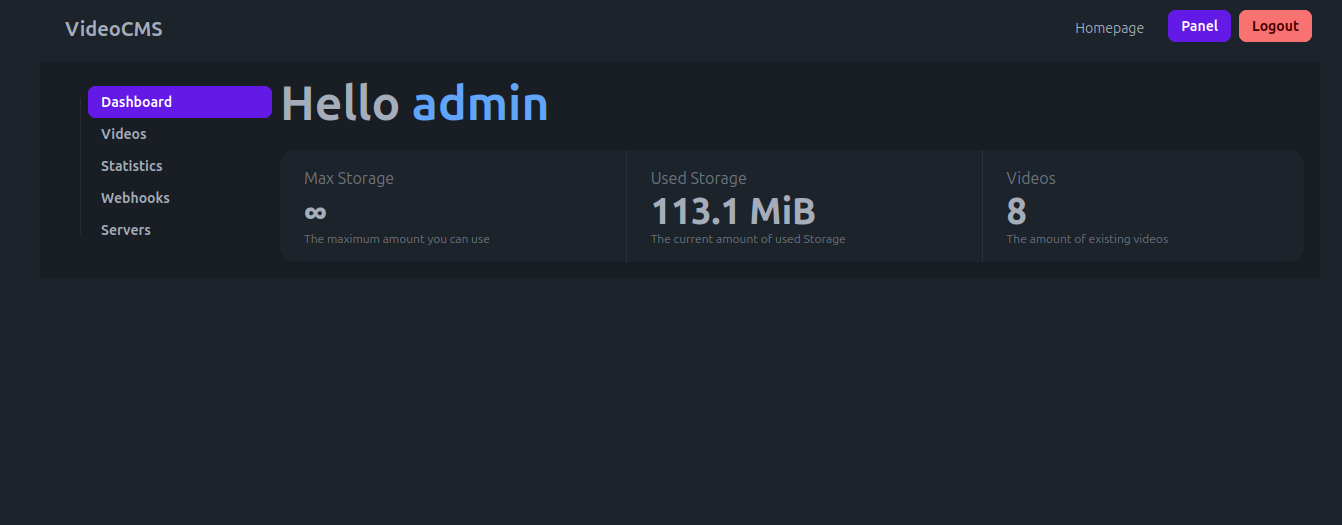 VideoCMS
Homepage
Panel
Logout
Dashboard
Videos
Statistics
Webhooks
Servers
Hello admin
Max Storage
∞
The maximum amount you can use
Used Storage
113.1 MiB
The current amount of used Storage
Videos
8
The amount of existing videos